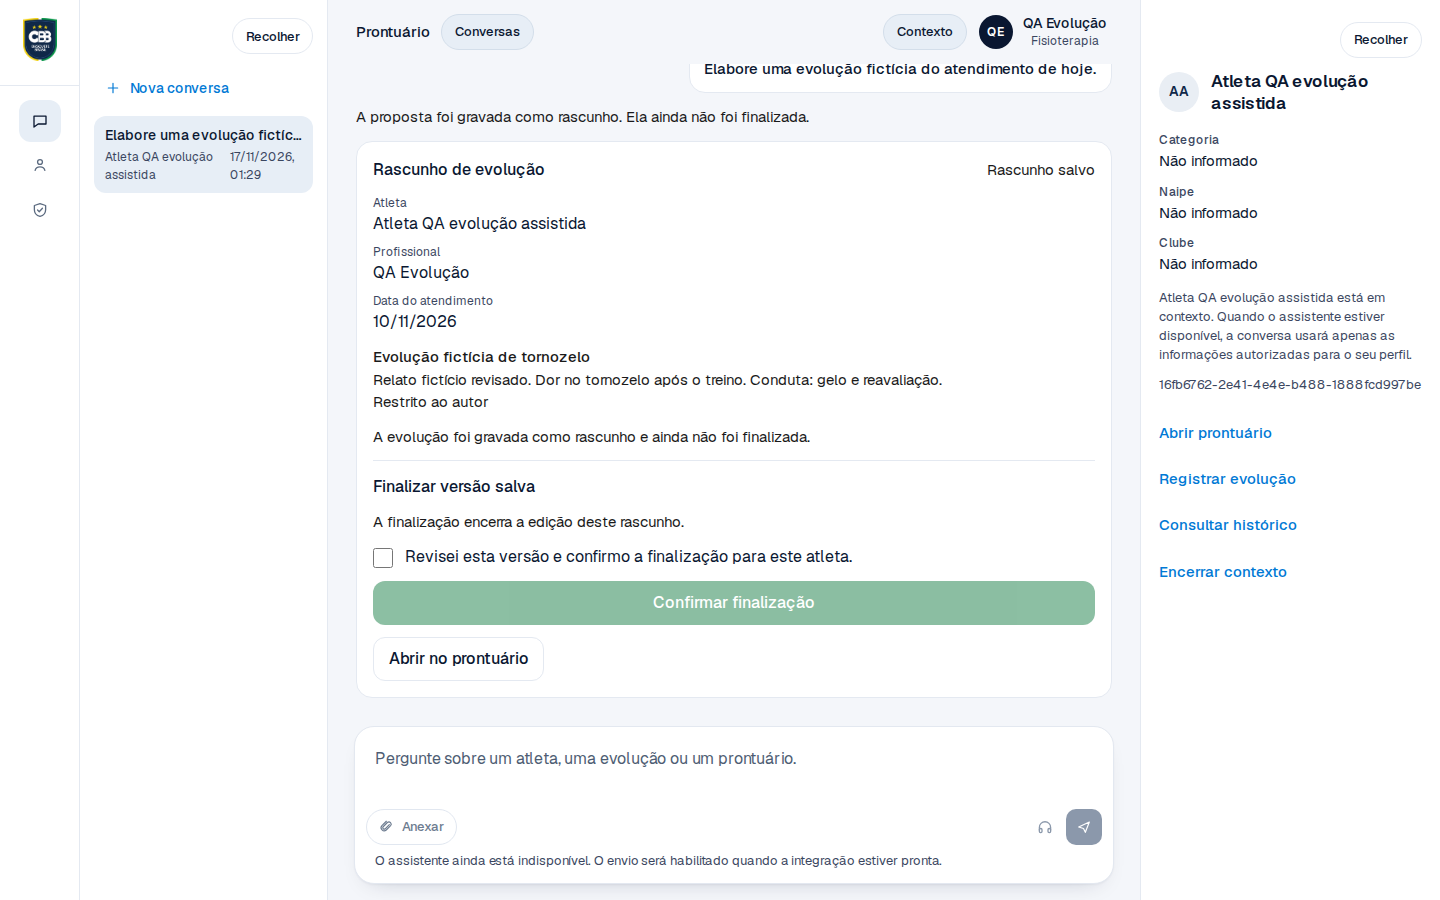 CBB
Recolher
Nova conversa
Elabore uma evolução fictíc...
Atleta QA evolução assistida
17/11/2026, 01:29
Prontuário
Conversas
Contexto
QE
QA Evolução
Fisioterapia
Elabore uma evolução fictícia do atendimento de hoje.
A proposta foi gravada como rascunho. Ela ainda não foi finalizada.
Rascunho de evolução
Rascunho salvo
Atleta
Atleta QA evolução assistida
Profissional
QA Evolução
Data do atendimento
10/11/2026
Evolução fictícia de tornozelo
Relato fictício revisado. Dor no tornozelo após o treino. Conduta: gelo e reavaliação.
Restrito ao autor
A evolução foi gravada como rascunho e ainda não foi finalizada.
Finalizar versão salva
A finalização encerra a edição deste rascunho.
Revisei esta versão e confirmo a finalização para este atleta.
Confirmar finalização
Abrir no prontuário
Pergunte sobre um atleta, uma evolução ou um prontuário.
Anexar
O assistente ainda está indisponível. O envio será habilitado quando a integração estiver pronta.
Recolher
AA
Atleta QA evolução
assistida
Categoria
Não informado
Naipe
Não informado
Clube
Não informado
Atleta QA evolução assistida está em
contexto. Quando o assistente estiver
disponível, a conversa usará apenas as
informações autorizadas para o seu perfil.
16fb6762-2e41-4e4e-b488-1888fcd997be
Abrir prontuário
Registrar evolução
Consultar histórico
Encerrar contexto